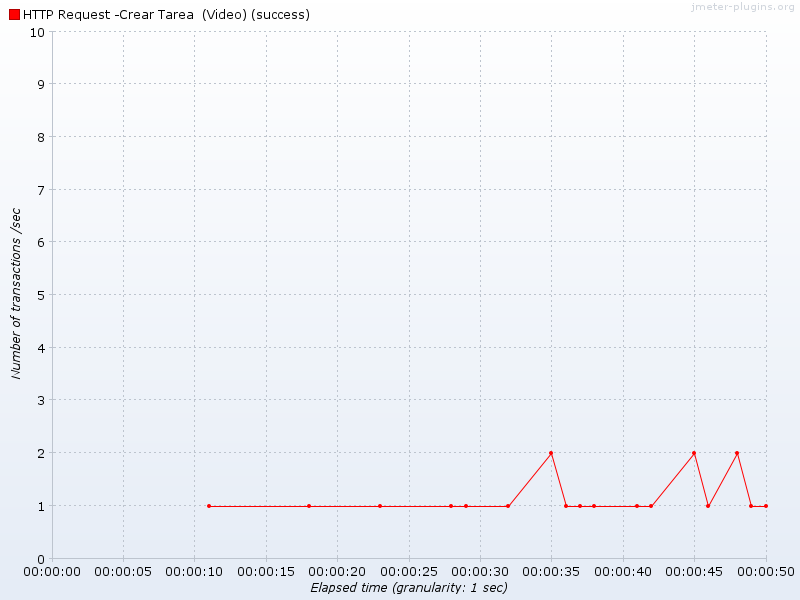 jmeter-plugins.org
HTTP Request -Crear Tarea  (Video) (success)
10
9
8
7
6
5
4
3
2
1
0
Number of transactions /sec
00:00:00 00:00:05 00:00:10 00:00:15 00:00:20 00:00:25 00:00:30 00:00:35 00:00:40 00:00:45 00:00:50
Elapsed time (granularity: 1 sec)